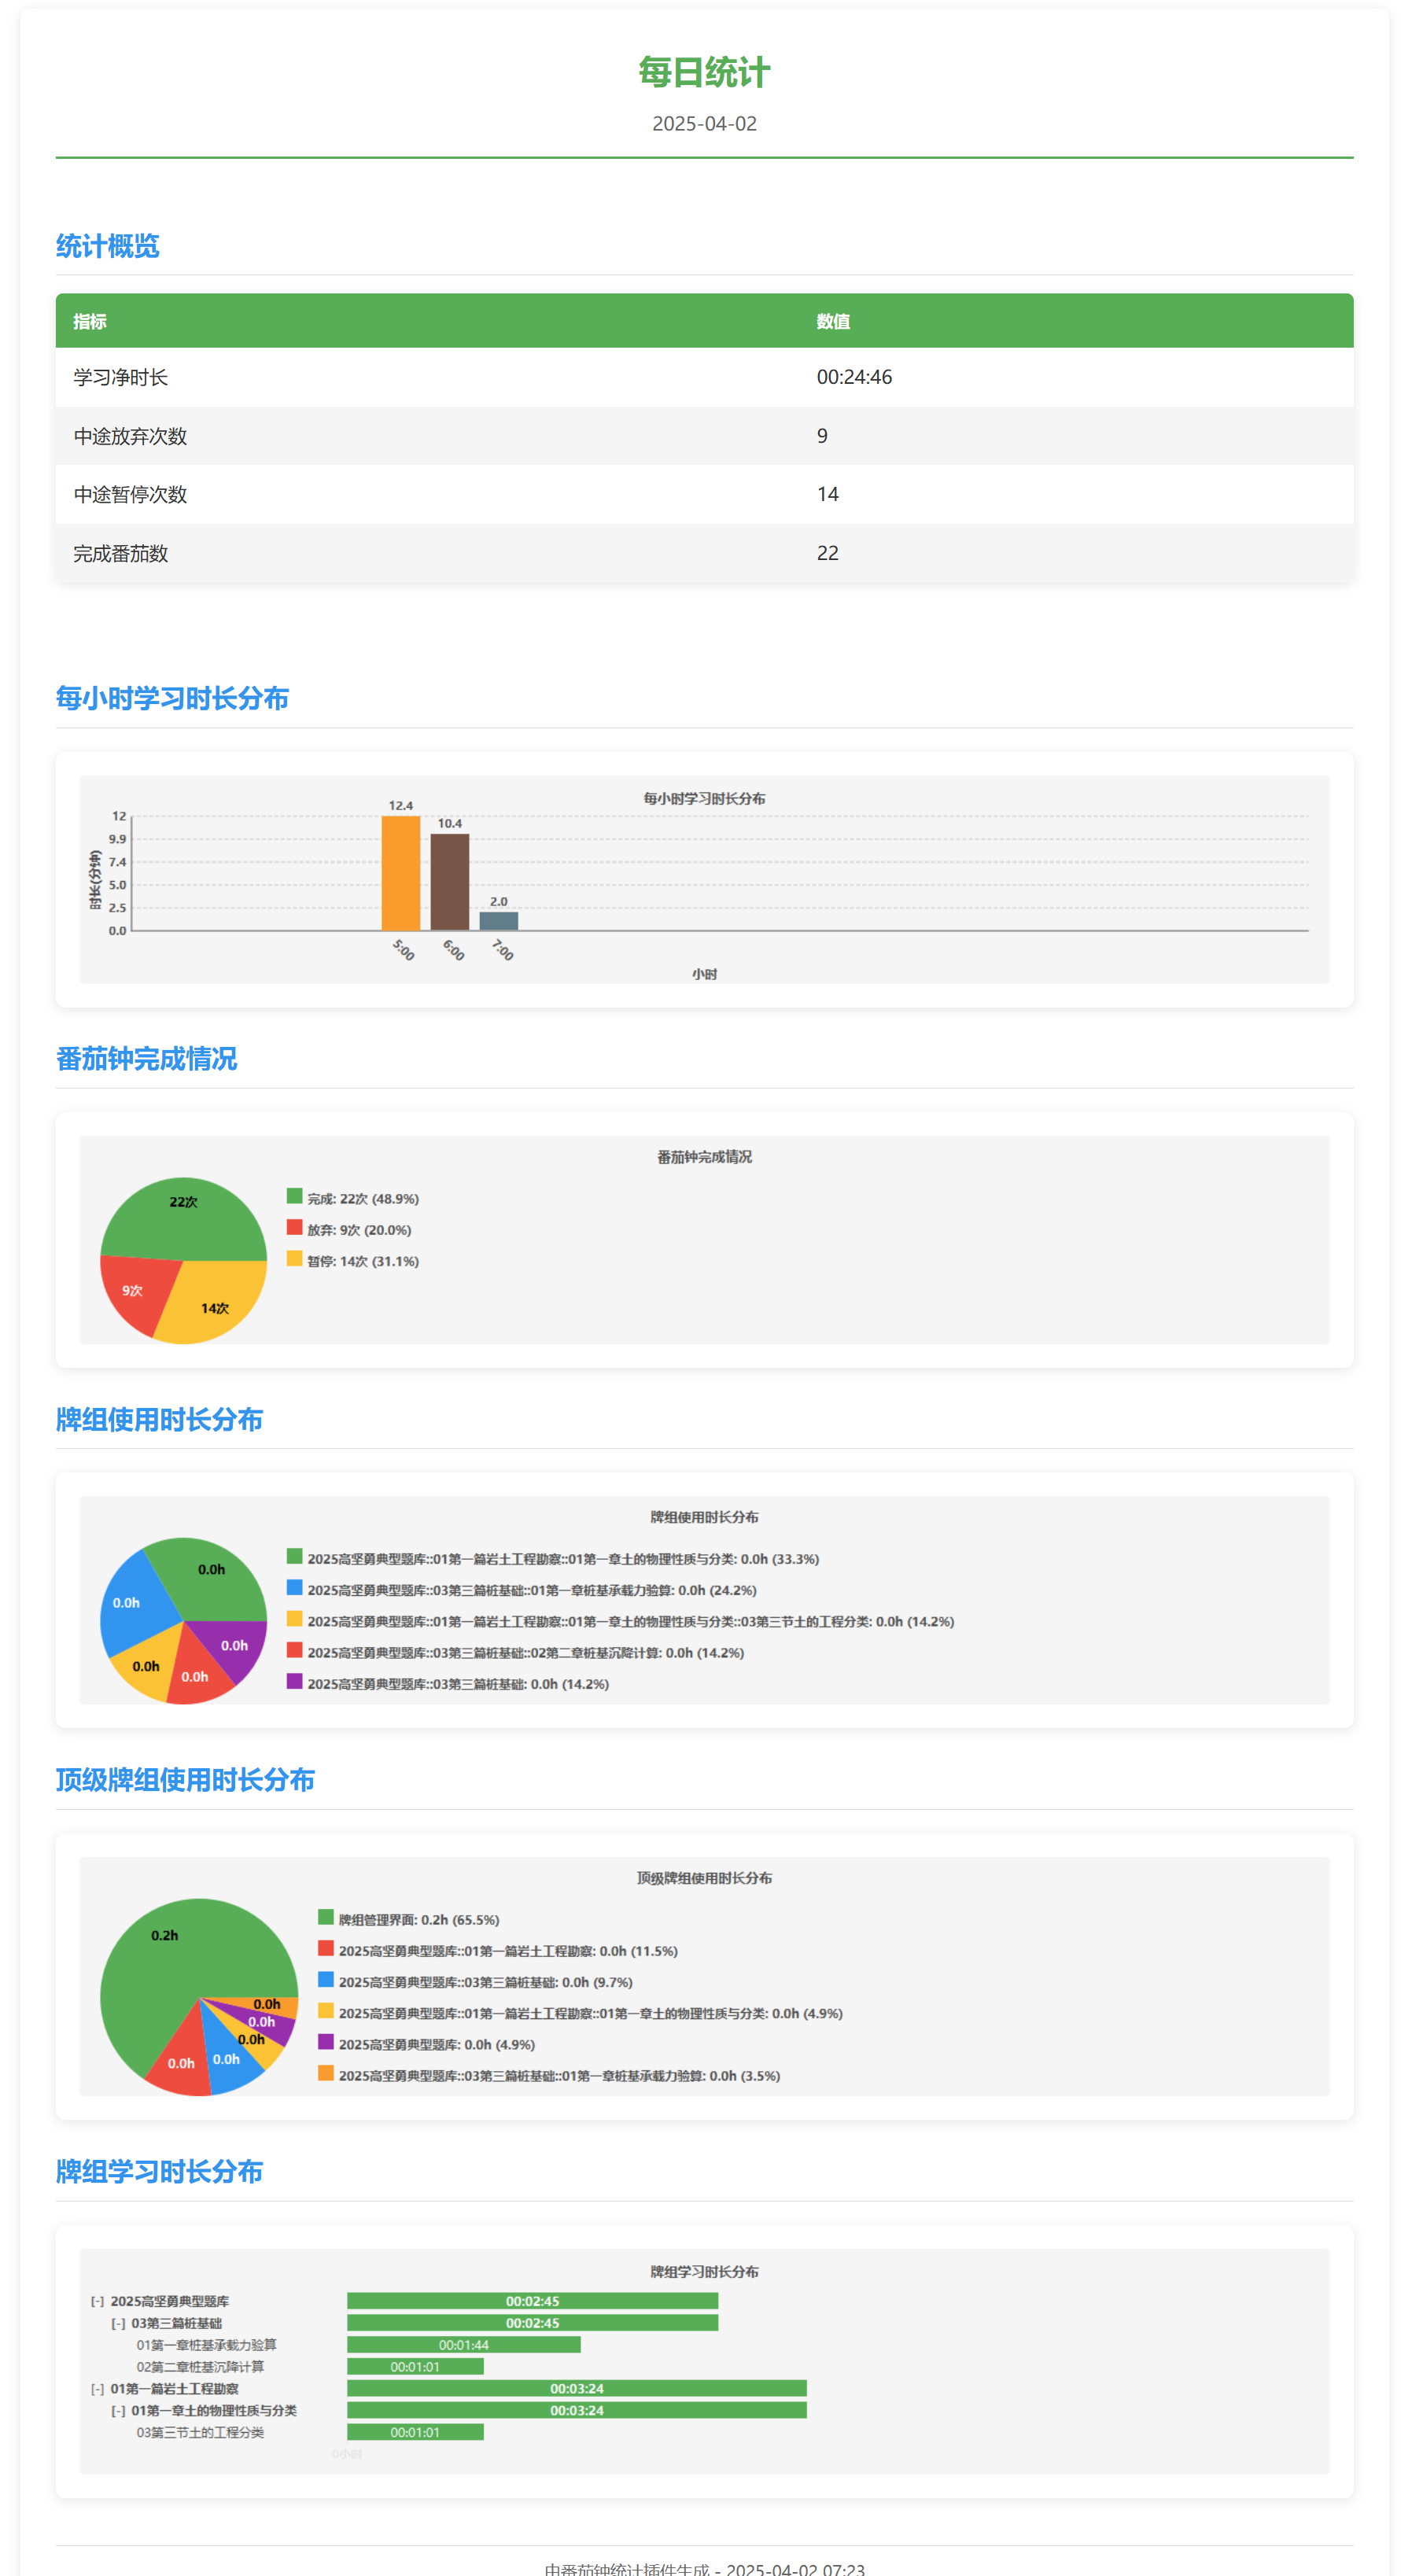 每日统计
2025-04-02
统计概览
指标 数值
学习净时长 00:24:46
中途放弃次数 9
中途暂停次数 14
完成番茄数 22
每小时学习时长分布
每小时学习时长分布
12.4
12
10.4
9.9
7.4
5.0
2.5
2.0
0.0
时长(分钟)
5:00 6:00 7:00
小时
番茄钟完成情况
番茄钟完成情况
22次
9次
14次
完成: 22次 (48.9%)
放弃: 9次 (20.0%)
暂停: 14次 (31.1%)
牌组使用时长分布
牌组使用时长分布
0.0h
0.0h
0.0h
0.0h
0.0h
2025高坚勇典型题库::01第一篇岩土工程勘察::01第一章土的物理性质与分类: 0.0h (33.3%)
2025高坚勇典型题库::03第三篇桩基础::01第一章桩基承载力验算: 0.0h (24.2%)
2025高坚勇典型题库::01第一篇岩土工程勘察::01第一章土的物理性质与分类::03第三节土的工程分类: 0.0h (14.2%)
2025高坚勇典型题库::03第三篇桩基础::02第二章桩基沉降计算: 0.0h (14.2%)
2025高坚勇典型题库::03第三篇桩基础: 0.0h (14.2%)
顶级牌组使用时长分布
顶级牌组使用时长分布
0.2h
0.0h
0.0h
0.0h
0.0h
0.0h
牌组管理界面: 0.2h (65.5%)
2025高坚勇典型题库::01第一篇岩土工程勘察: 0.0h (11.5%)
2025高坚勇典型题库::03第三篇桩基础: 0.0h (9.7%)
2025高坚勇典型题库::01第一篇岩土工程勘察::01第一章土的物理性质与分类: 0.0h (4.9%)
2025高坚勇典型题库: 0.0h (4.9%)
2025高坚勇典型题库::03第三篇桩基础::01第一章桩基承载力验算: 0.0h (3.5%)
牌组学习时长分布
牌组学习时长分布
[-] 2025高坚勇典型题库 00:02:45
[-] 03第三篇桩基础 00:02:45
01第一章桩基承载力验算 00:01:44
02第二章桩基沉降计算 00:01:01
[-] 01第一篇岩土工程勘察 00:03:24
[-] 01第一章土的物理性质与分类 00:03:24
03第三节土的工程分类 00:01:01
0小时
由番茄钟统计插件生成 - 2025-04-02 07:23